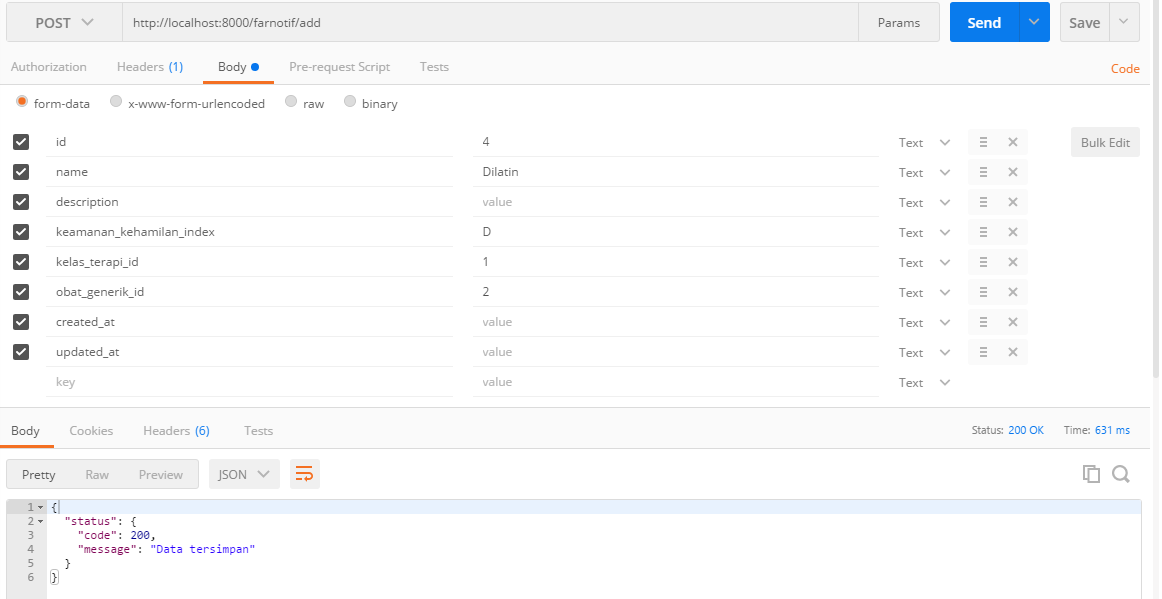 POST http://localhost:8000/farnotif/add Params Send Save
Authorization Headers (1) Body Pre-request Script Tests Code
form-data x-www-form-urlencoded raw binary
id 4 Text Bulk Edit
name Dilatin Text
description value Text
keamanan_kehamilan_index D Text
kelas_terapi_id 1 Text
obat_generik_id 2 Text
created_at value Text
updated_at value Text
key value Text
Body Cookies Headers (6) Tests Status: 200 OK Time: 631 ms
Pretty Raw Preview JSON
1 {
2 "status": {
3 "code": 200,
4 "message": "Data tersimpan"
5 }
6 }